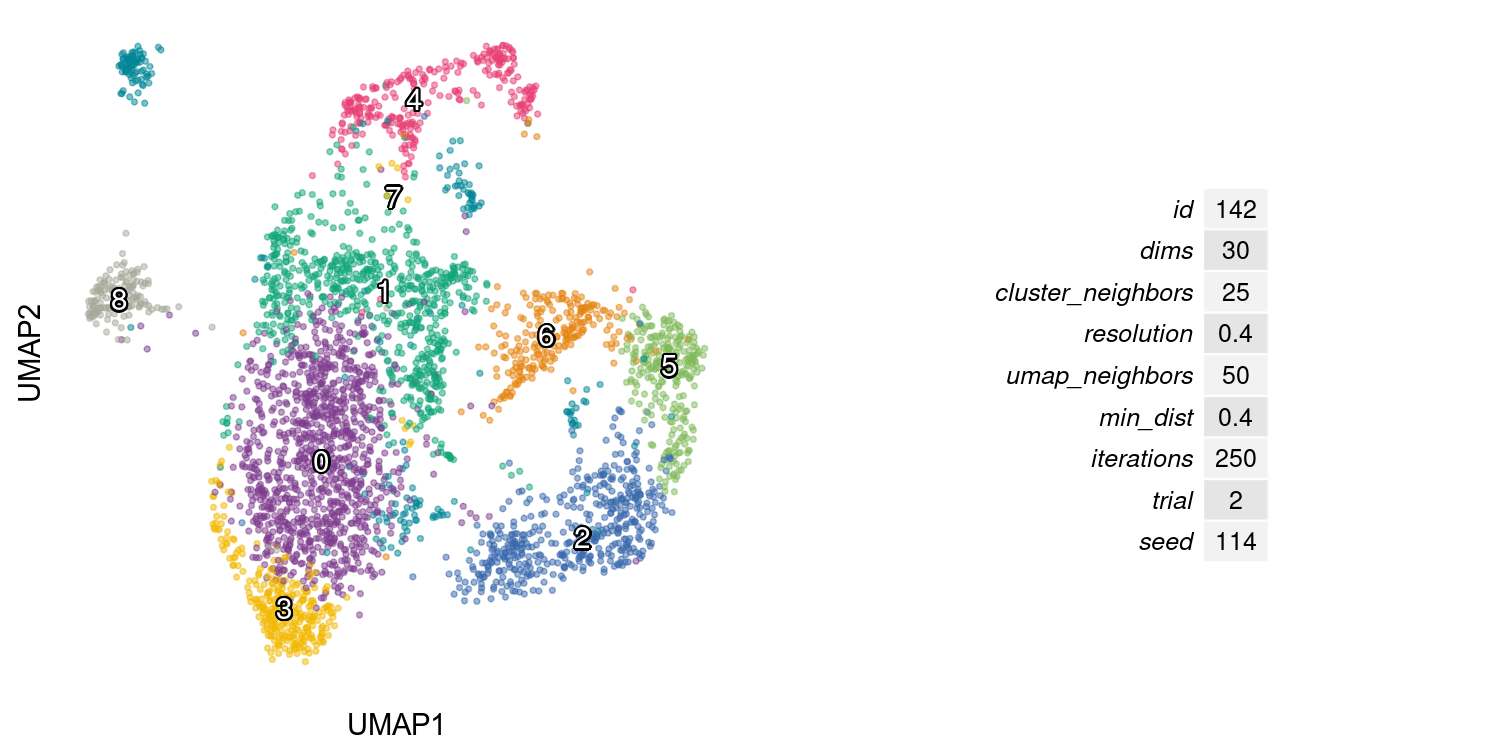 4
7
8
1
6
5
0
2
3
UMAP1
UMAP2
id 142
dims 30
cluster_neighbors 25
resolution 0.4
umap_neighbors 50
min_dist 0.4
iterations 250
trial 2
seed 114